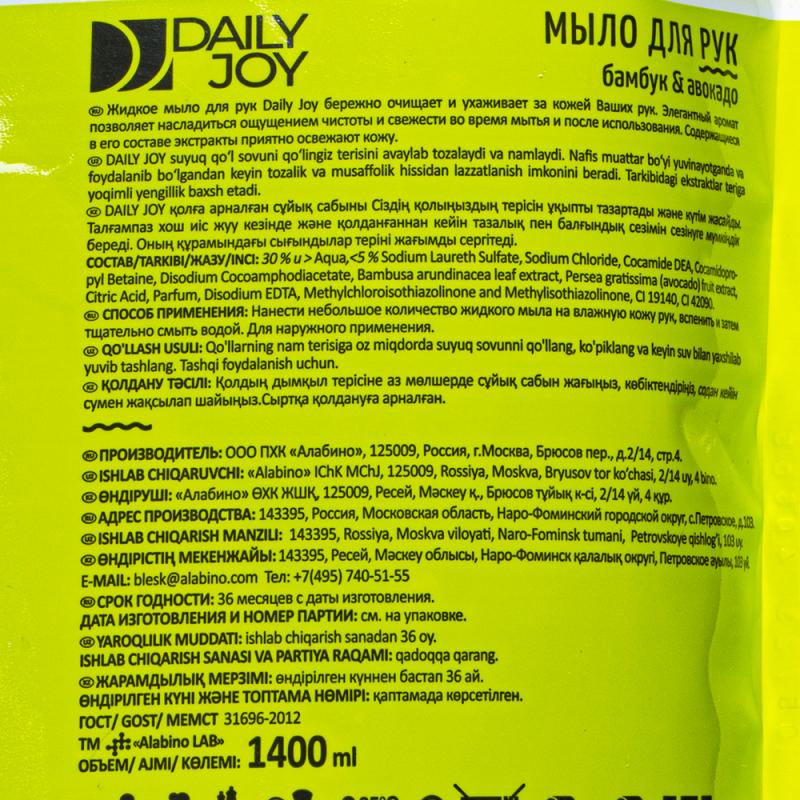 DAILY
JOY
МЫЛО ДЛЯ РУК
бамбук & авокадо
RU Жидкое мыло для рук Daily Joy бережно очищает и ухаживает за кожей Ваших рук. Элегантный аромат
позволяет насладиться ощущением чистоты и свежести во время мытья и после использования. Содержащиеся
в его составе экстракты приятно освежают кожу.
UZ DAILY JOY suyuq qo'l sovuni qo'lingiz terisini avaylab tozalaydi va namlaydi. Nafis muattar bo'yi yuvinayotganda va
foydalanib bo'lgandan keyin tozalik va musaffolik hissidan lazzatlanish imkonini beradi. Tarkibidagi ekstraktlar teriga
yoqimli yengillik baxsh etadi.
KZ DAILY JOY қолға арналған сұйық сабыны Сіздің қолыңыздың терісін ұқыпты тазартады және күтім жасайды.
Талғампаз хош иіс жуу кезінде және қолданғаннан кейін тазалық пен балғындық сезімін сезінуге мүмкіндік
береді. Оның құрамындағы сығындылар теріні жағымды сергітеді.
СОСТАВ/TARKIBI/ЖАЗУ/INCI: 30 % и > Aqua,<5 % Sodium Laureth Sulfate, Sodium Chloride, Cocamide DEA, Cocamidopro-
pyl Betaine, Disodium Cocoamphodiacetate, Bambusa arundinacea leaf extract, Persea gratissima (avocado) fruit extract,
Citric Acid, Parfum, Disodium EDTA, Methylchloroisothiazolinone and Methylisothiazolinone, CI 19140, CI 42090.
RU СПОСОБ ПРИМЕНЕНИЯ: Нанести небольшое количество жидкого мыла на влажную кожу рук, вспенить и затем
тщательно смыть водой. Для наружного применения.
UZ QO'LLASH USULI: Qo'llarning nam terisiga oz miqdorda suyuq sovunni qo'llang, ko'piklang va keyin suv bilan yaxshilab
yuvib tashlang. Tashqi foydalanish uchun.
KZ ҚОЛДАНУ ТӘСІЛІ: Қолдың дымқыл терісіне аз мөлшерде сұйық сабын жағыңыз, көбіктендіріңіз, содан кейін
сумен жақсылап шайыңыз.Сыртқа қолдануға арналған.
RU ПРОИЗВОДИТЕЛЬ: ООО ПХК «Алабино», 125009, Россия, г.Москва, Брюсов пер., д.2/14, стр.4.
UZ ISHLAB CHIQARUVCHI: «Alabino» IChK MChJ, 125009, Rossiya, Moskva, Bryusov tor ko'chasi, 2/14 uy, 4 bino.
KZ ӨНДІРУШІ: «Алабино» ӨХК ЖШҚ, 125009, Ресей, Мәскеу қ., Брюсов тұйық к-сі, 2/14 үй, 4 құр.
RU АДРЕС ПРОИЗВОДСТВА: 143395, Россия, Московская область, Наро-Фоминский городской округ, с.Петровское, д.103.
UZ ISHLAB CHIQARISH MANZILI: 143395, Rossiya, Moskva viloyati, Naro-Fominsk tumani, Petrovskoye qishlog'i, 103 uy.
KZ ӨНДІРІСТІҢ МЕКЕНЖАЙЫ: 143395, Ресей, Мәскеу облысы, Наро-Фоминск қалалық округі, Петровское ауылы, 103 үй.
E-MAIL: blesk@alabino.com Тел: +7(495) 740-51-55
RU СРОК ГОДНОСТИ: 36 месяцев с даты изготовления.
ДАТА ИЗГОТОВЛЕНИЯ И НОМЕР ПАРТИИ: см. на упаковке.
UZ YAROQLILIK MUDDATI: ishlab chiqarish sanadan 36 oy.
ISHLAB CHIQARISH SANASI VA PARTIYA RAQAMI: qadoqqa qarang.
KZ ЖАРАМДЫЛЫҚ МЕРЗІМІ: өндірілген күннен бастап 36 ай.
ӨНДІРІЛГЕН КҮНІ ЖӘНЕ ТОПТАМА НӨМІРІ: қаптамада көрсетілген.
ГОСТ/ GOST/ МЕМСТ 31696-2012
ТМ «Alabino LAB»
ОБЪЕМ/ AJMI/ КӨЛЕМІ: 1400 ml